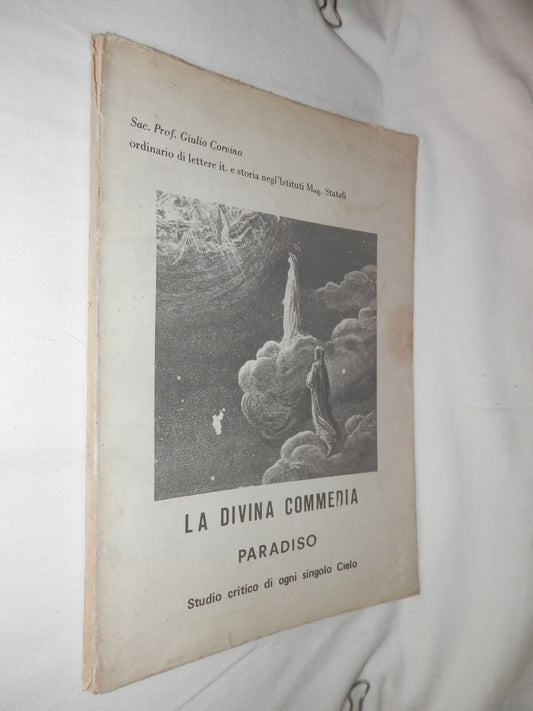 Sac. Prof. Giulio Corvino
ordinario di lettere it. e storia negl'Istituti Mag. Statali
LA DIVINA COMMEDIA
PARADISO
Studio critico di ogni singolo Cielo